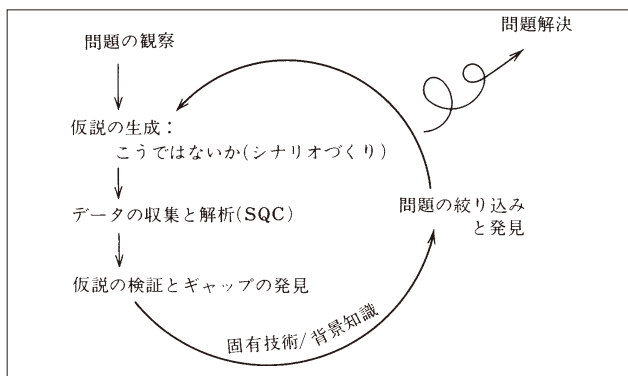 問題の観察
仮説の生成：
こうではないか(シナリオづくり)
データの収集と解析(SQC)
仮説の検証とギャップの発見
固有技術/背景知識
問題の絞り込み
と発見
問題解決